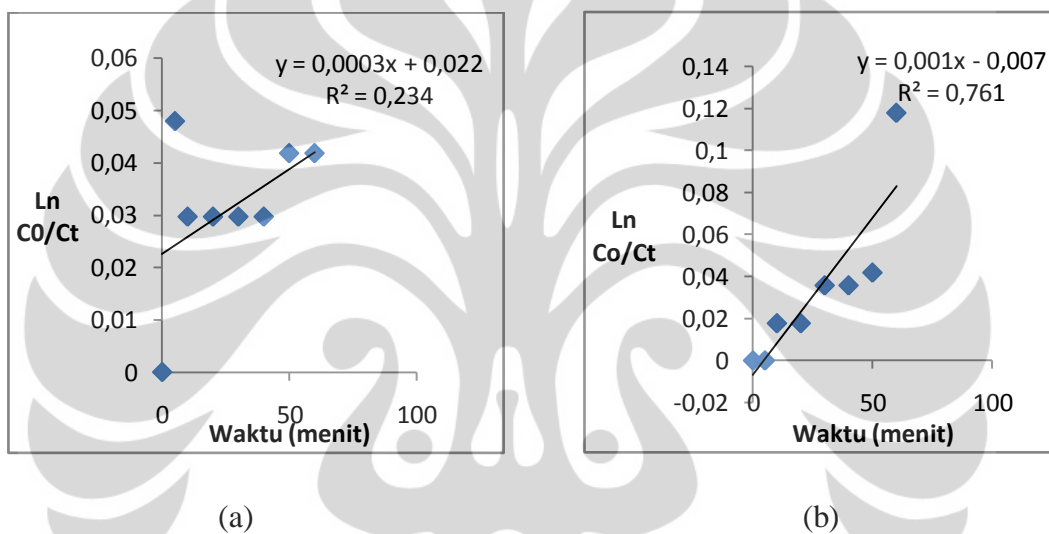 0,06
0,05
0,04
0,03
0,02
0,01
0
0
50
100
Ln
C0/Ct
Waktu (menit)
y = 0,0003x + 0,022
R² = 0,234
(a)
0,14
0,12
0,1
0,08
0,06
0,04
0,02
0
-0,02
0
50
100
Ln
Co/Ct
Waktu (menit)
y = 0,001x - 0,007
R² = 0,761
(b)